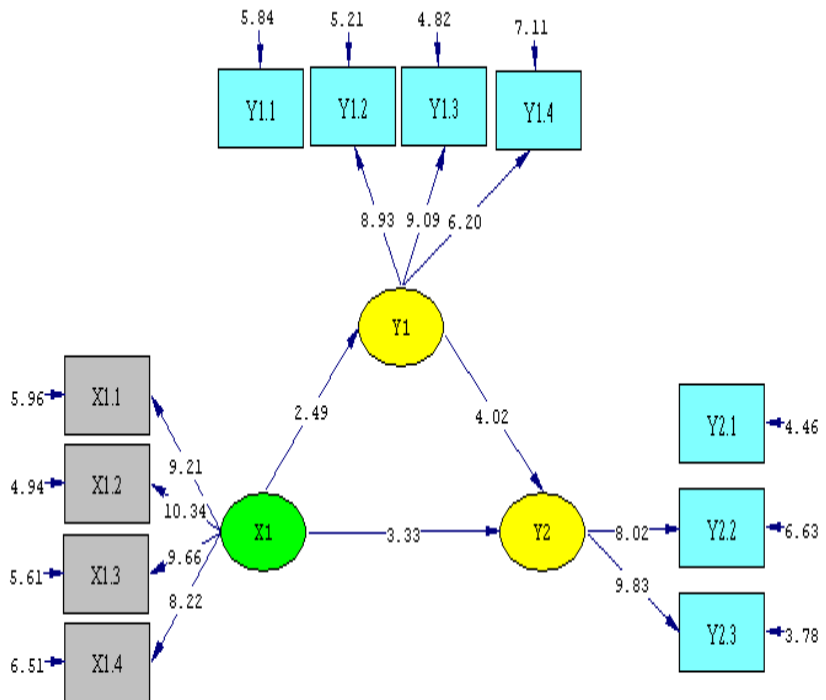 5.84
5.21
4.82
7.11
Y1.1
Y1.2
Y1.3
Y1.4
8.93
9.09
6.20
Y1
2.49
4.02
5.96
X1.1
4.94
X1.2
5.61
X1.3
6.51
X1.4
9.21
10.34
9.66
8.22
X1
3.33
Y2
8.02
9.83
Y2.1
4.46
Y2.2
6.63
Y2.3
3.78